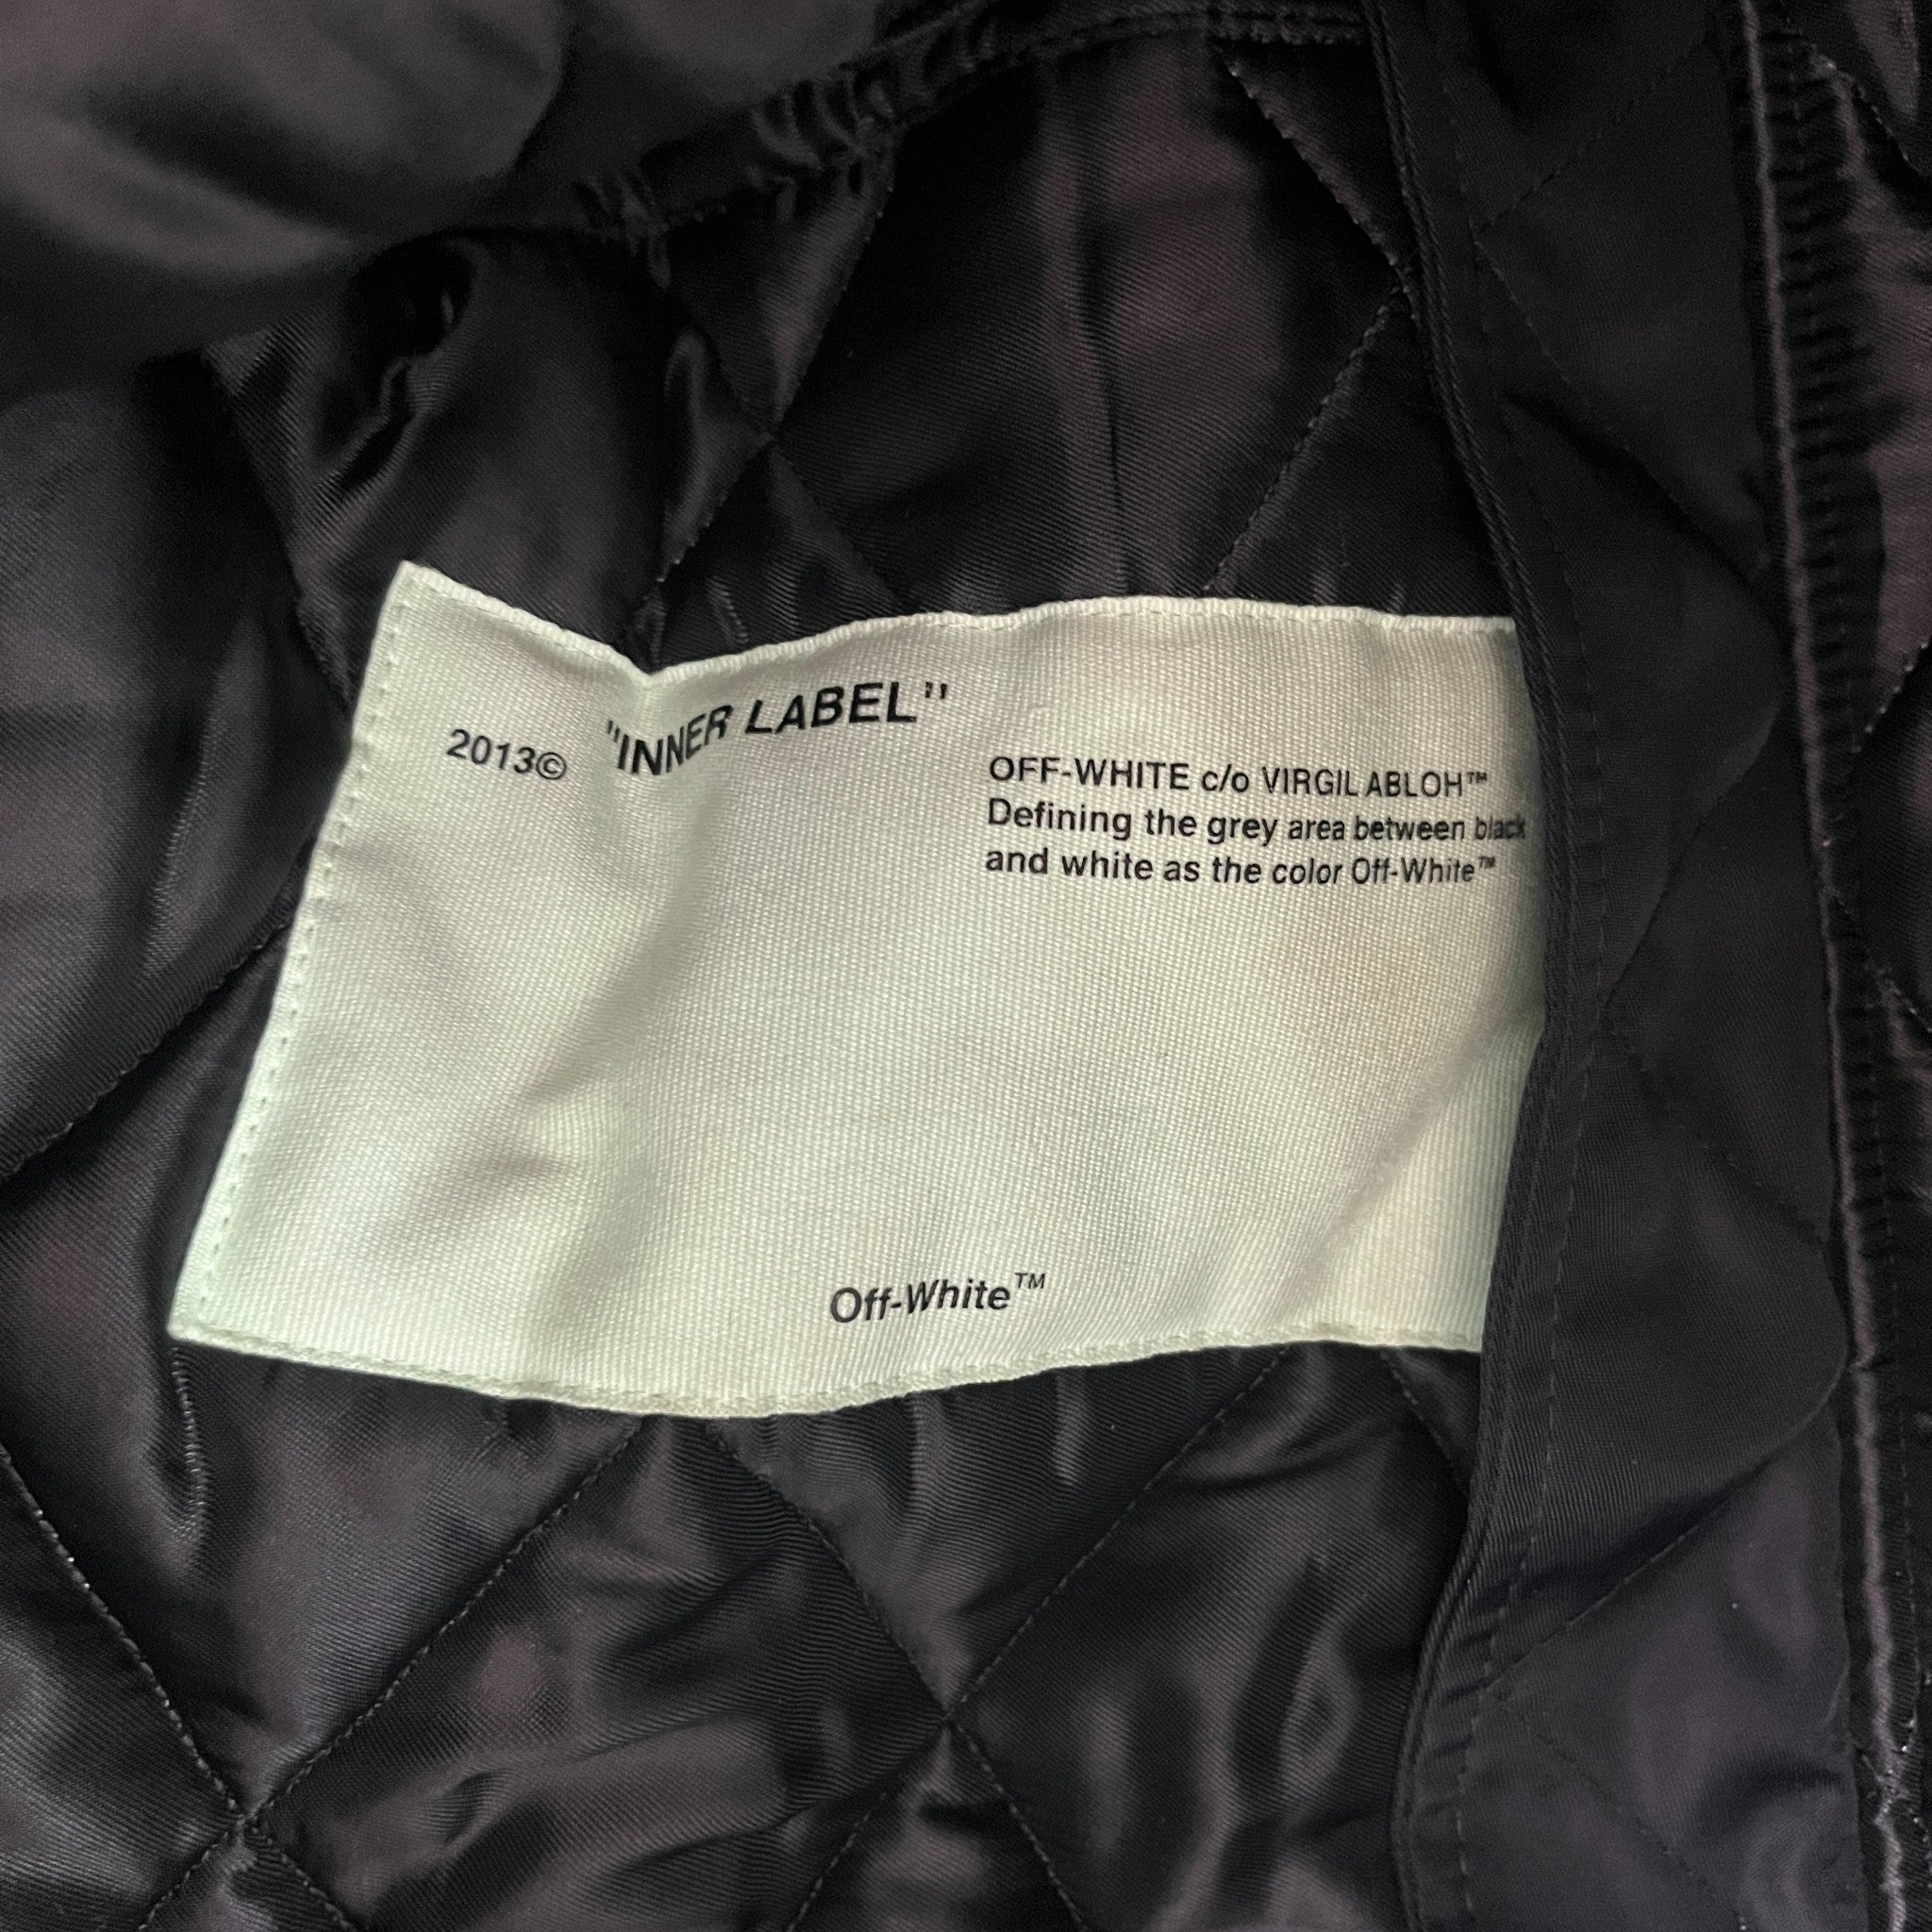 2013© "INNER LABEL"
OFF-WHITE c/o VIRGIL ABLOH™
Defining the grey area between black
and white as the color Off-White™
Off-White™